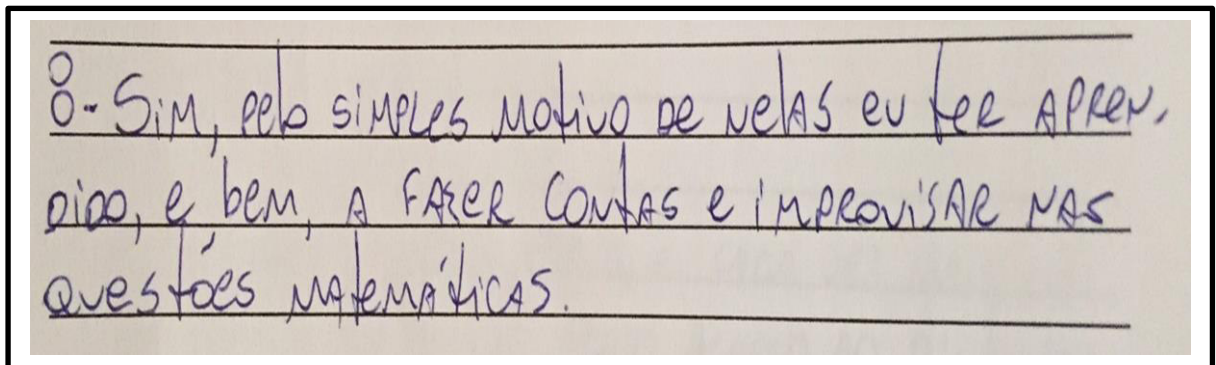 8- Sim, pelo simples motivo de nelas eu ter apren-
dido, e bem, a fazer contas e improvisar nas
questões matemáticas.